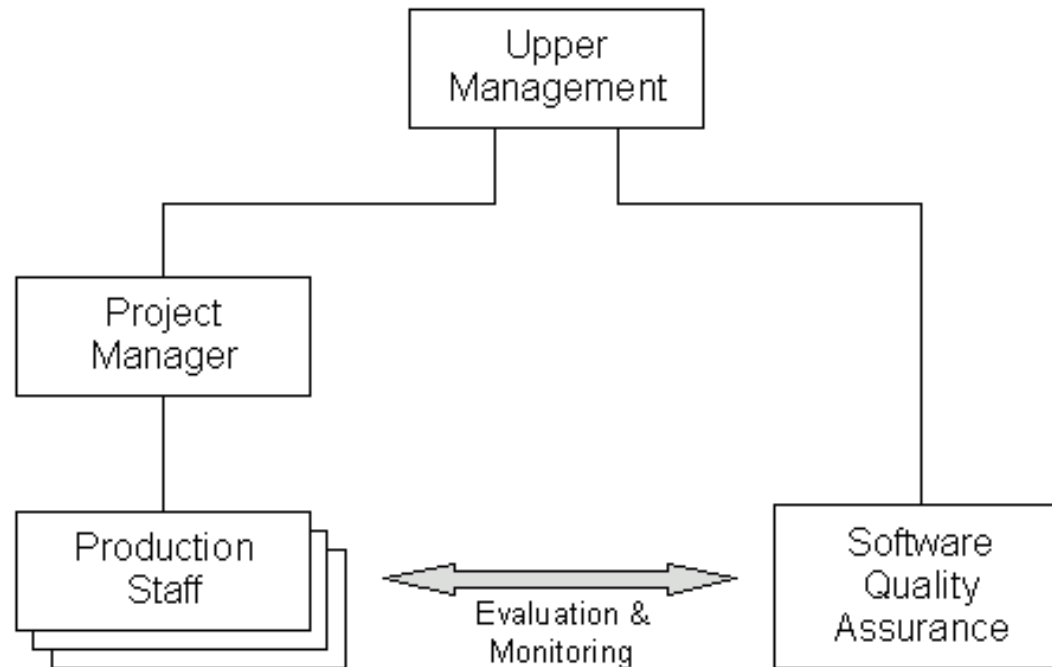 Upper
Management
Project
Manager
Production
Staff
Evaluation &
Monitoring
Software
Quality
Assurance